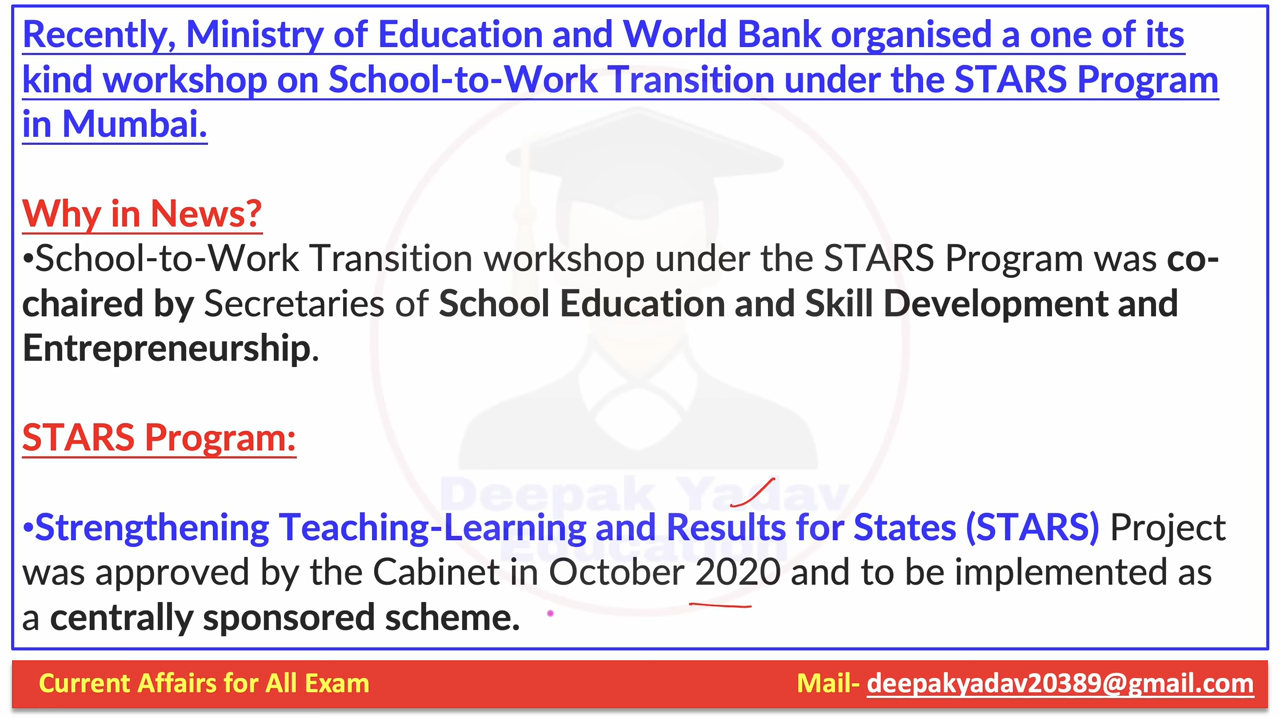 Recently, Ministry of Education and World Bank organised a one of its
kind workshop on School-to-Work Transition under the STARS Program
in Mumbai.
Why in News?
•School-to-Work Transition workshop under the STARS Program was co-
chaired by Secretaries of School Education and Skill Development and
Entrepreneurship.
STARS Program:
Deepak Yadav
•Strengthening Teaching-Learning and Results for States (STARS) Project
Education
was approved by the Cabinet in October 2020 and to be implemented as
a centrally sponsored scheme.
Current Affairs for All Exam
Mail- deepakyadav20389@gmail.com